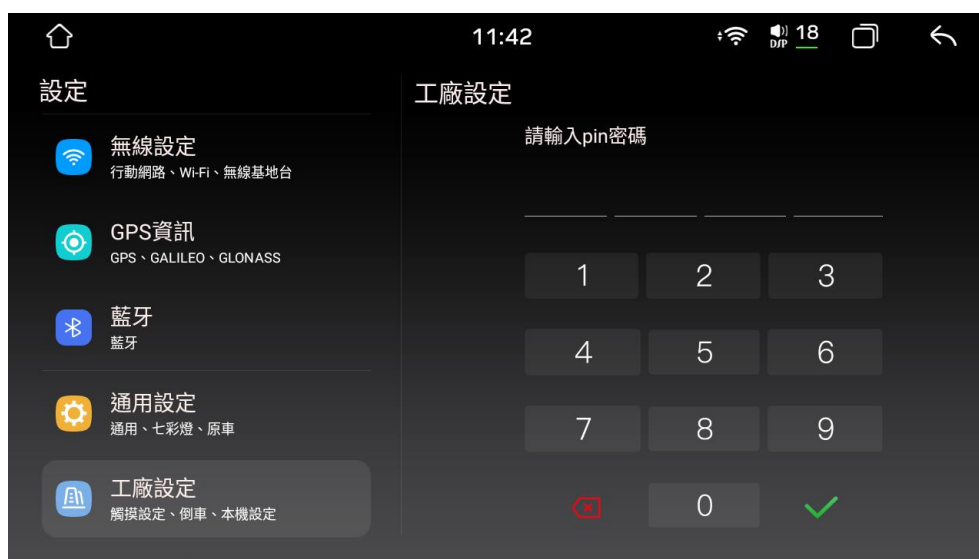 11:42
DSP 18
設定
無線設定
行動網路、Wi-Fi、無線基地台
GPS資訊
GPS、GALILEO、GLONASS
藍牙
藍牙
通用設定
通用、七彩燈、原車
工廠設定
觸摸設定、倒車、本機設定
工廠設定
請輸入pin密碼
1 2 3
4 5 6
7 8 9
0